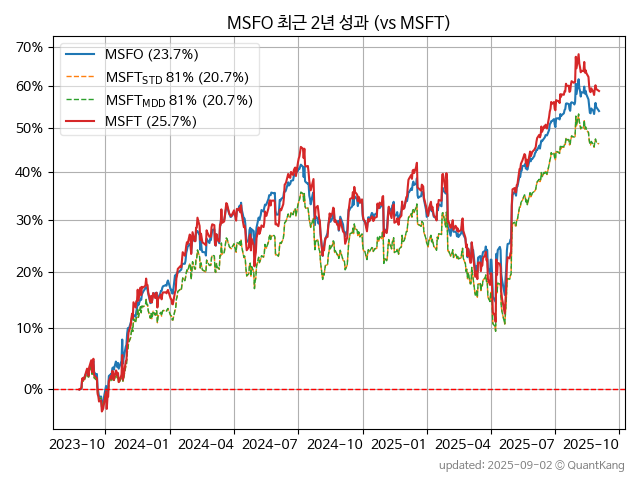 MSFO 최근 2년 성과 (vs MSFT)
70%
60%
50%
40%
30%
20%
10%
0%
MSFO (23.7%)
MSFT_STD 81% (20.7%)
MSFT_MDD 81% (20.7%)
MSFT (25.7%)
2023-10 2024-01 2024-04 2024-07 2024-10 2025-01 2025-04 2025-07 2025-10
updated: 2025-09-02 © QuantKang